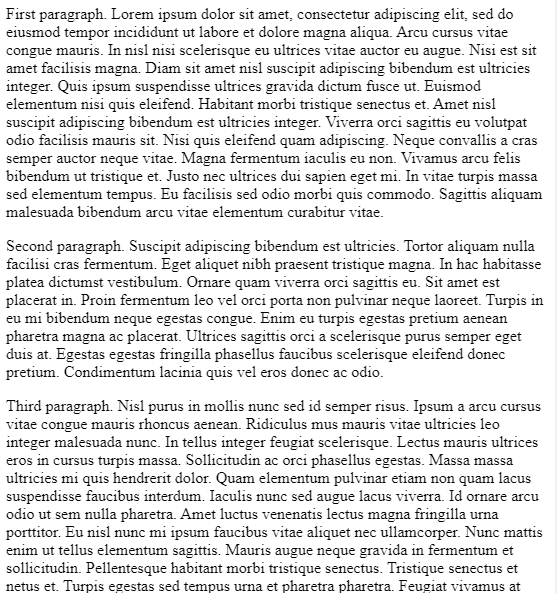 First paragraph. Lorem ipsum dolor sit amet, consectetur adipiscing elit, sed do
eiusmod tempor incididunt ut labore et dolore magna aliqua. Arcu cursus vitae
congue mauris. In nisl nisi scelerisque eu ultrices vitae auctor eu augue. Nisi est sit
amet facilisis magna. Diam sit amet nisl suscipit adipiscing bibendum est ultricies
integer. Quis ipsum suspendisse ultrices gravida dictum fusce ut. Euismod
elementum nisi quis eleifend. Habitant morbi tristique senectus et. Amet nisl
suscipit adipiscing bibendum est ultricies integer. Viverra orci sagittis eu volutpat
odio facilisis mauris sit. Nisi quis eleifend quam adipiscing. Neque convallis a cras
semper auctor neque vitae. Magna fermentum iaculis eu non. Vivamus arcu felis
bibendum ut tristique et. Justo nec ultrices dui sapien eget mi. In vitae turpis massa
sed elementum tempus. Eu facilisis sed odio morbi quis commodo. Sagittis aliquam
malesuada bibendum arcu vitae elementum curabitur vitae.

Second paragraph. Suscipit adipiscing bibendum est ultricies. Tortor aliquam nulla
facilisi cras fermentum. Eget aliquet nibh praesent tristique magna. In hac habitasse
platea dictumst vestibulum. Ornare quam viverra orci sagittis eu. Sit amet est
placerat in. Proin fermentum leo vel orci porta non pulvinar neque laoreet. Turpis in
eu mi bibendum neque egestas congue. Enim eu turpis egestas pretium aenean
pharetra magna ac placerat. Ultrices sagittis orci a scelerisque purus semper eget
duis at. Egestas egestas fringilla phasellus faucibus scelerisque eleifend donec
pretium. Condimentum lacinia quis vel eros donec ac odio.

Third paragraph. Nisl purus in mollis nunc sed id semper risus. Ipsum a arcu cursus
vitae congue mauris rhoncus aenean. Ridiculus mus mauris vitae ultricies leo
integer malesuada nunc. In tellus integer feugiat scelerisque. Lectus mauris ultrices
eros in cursus turpis massa. Sollicitudin ac orci phasellus egestas. Massa massa
ultricies mi quis hendrerit dolor. Quam elementum pulvinar etiam non quam lacus
suspendisse faucibus interdum. Iaculis nunc sed augue lacus viverra. Id ornare arcu
odio ut sem nulla pharetra. Amet luctus venenatis lectus magna fringilla urna
porttitor. Eu nisl nunc mi ipsum faucibus vitae aliquet nec ullamcorper. Nunc mattis
enim ut tellus elementum sagittis. Mauris augue neque gravida in fermentum et
sollicitudin. Pellentesque habitant morbi tristique senectus. Tristique senectus et
netus et. Turpis egestas sed tempus urna et pharetra pharetra. Feugiat vivamus at